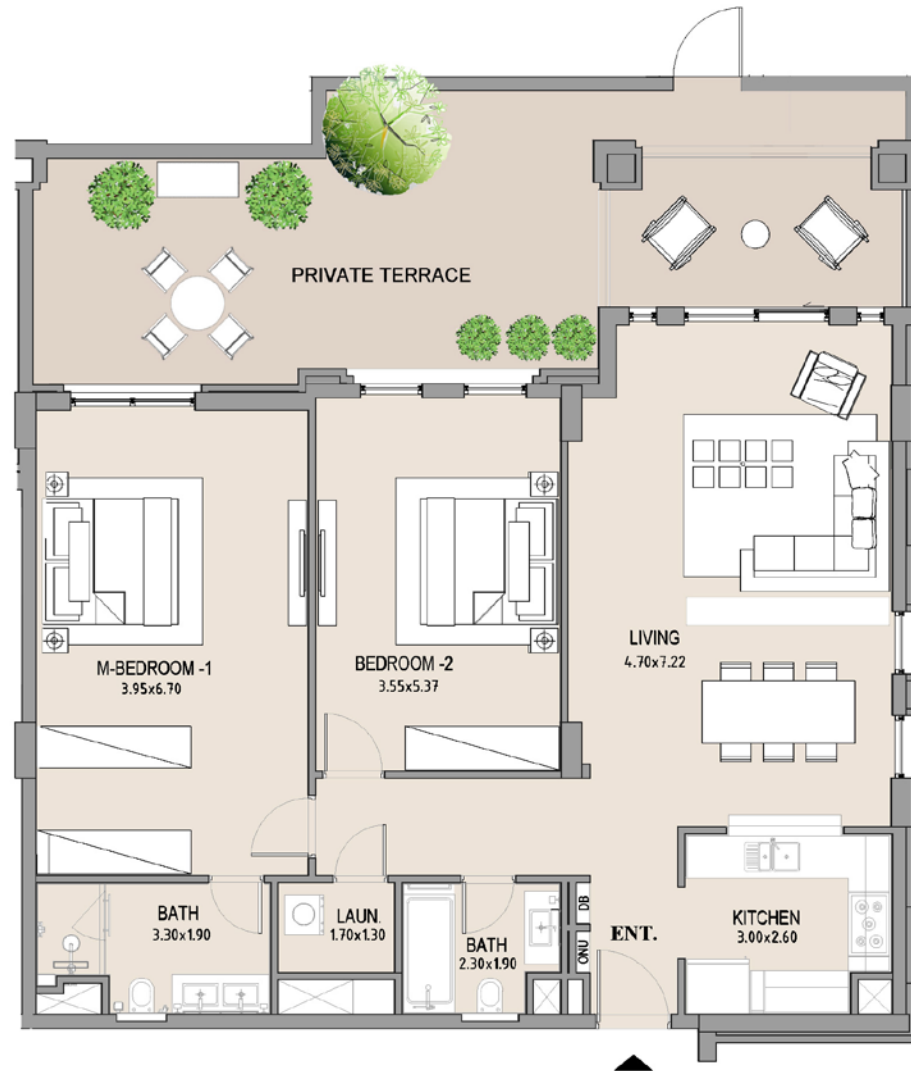 PRIVATE TERRACE
LIVING
4.70x7.22
M-BEDROOM -1
3.95x6.70
BEDROOM -2
3.55x5.37
BATH
3.30x1.90
LAUN.
1.70x1.30
BATH
2.30x1.90
DB
ONU
ENT.
KITCHEN
3.00x2.60